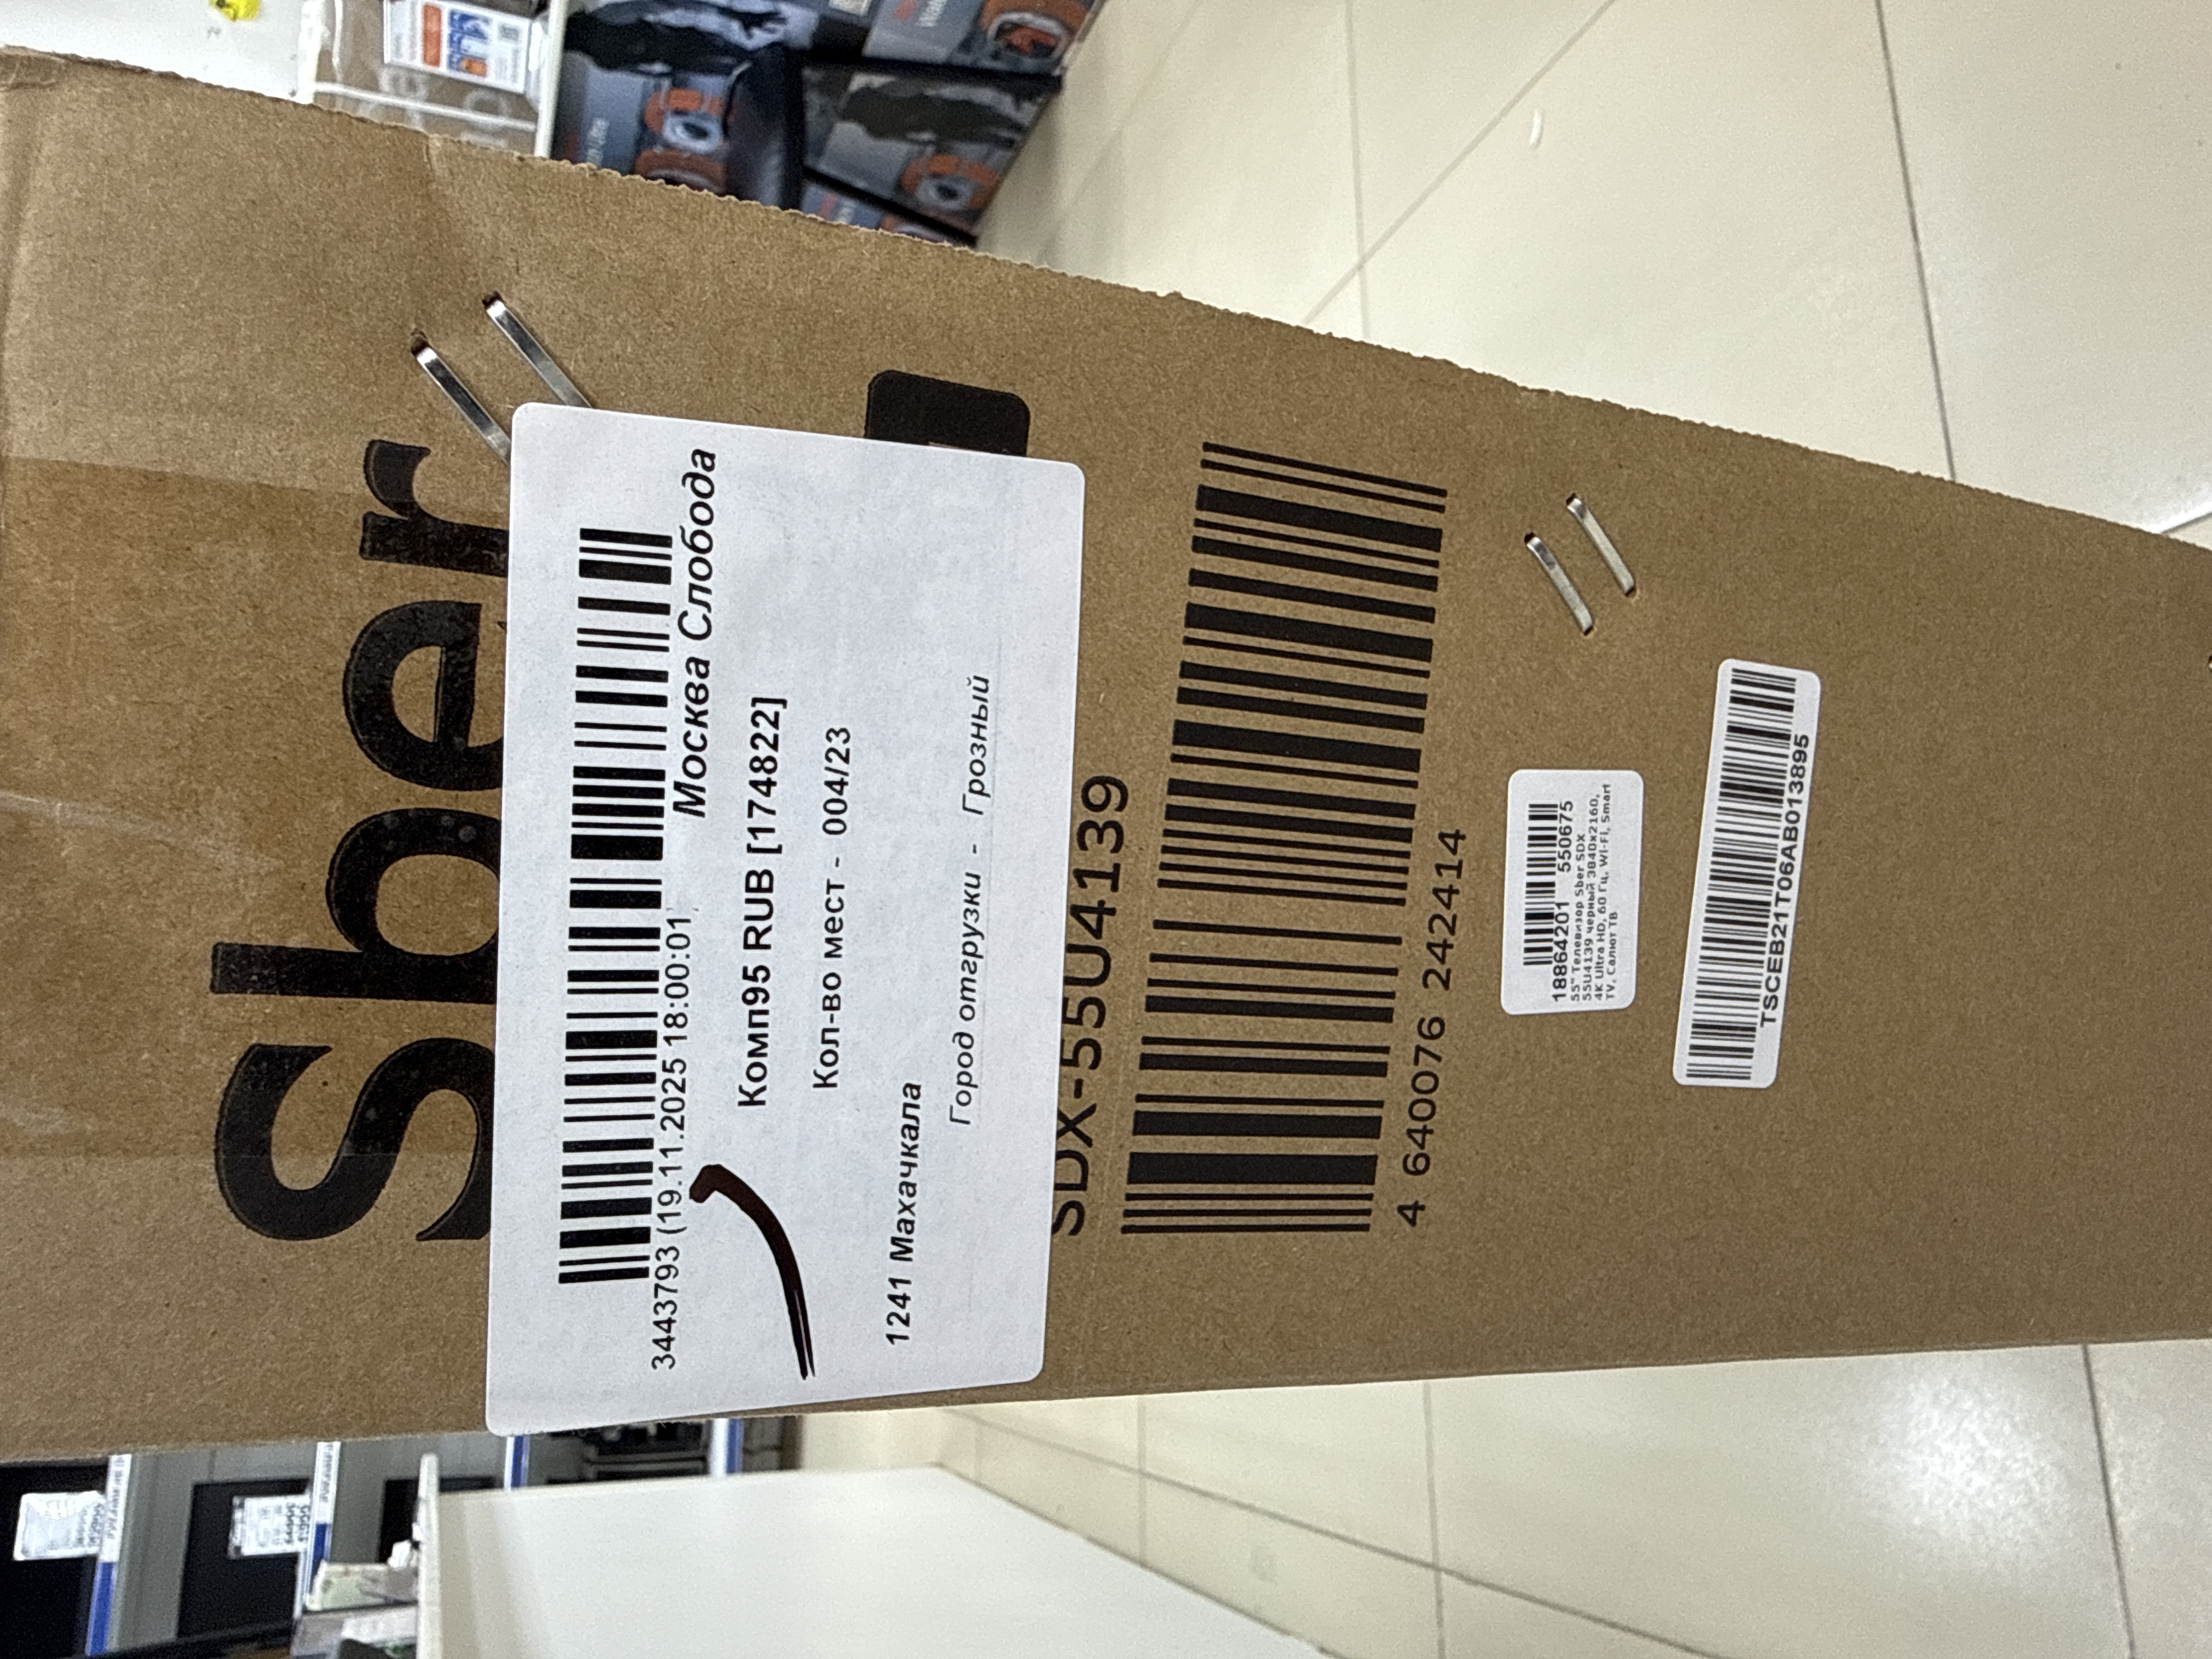 Sber
Москва Слобода
3443793 (19.11.2025 18:00:01
Комп95 RUB [174822]
Кол-во мест - 004/23
1241 Махачкала
Город отгрузки - Грозный
SDX-55U4139
4 640076 242414
18864201 550675
55" Телевизор Sber SDX
55U4139 черный 3840x2160,
4K Ultra HD, 60 Гц, Wi-Fi, Smart
TV, Салют ТВ
TSCEB21T06AB013895